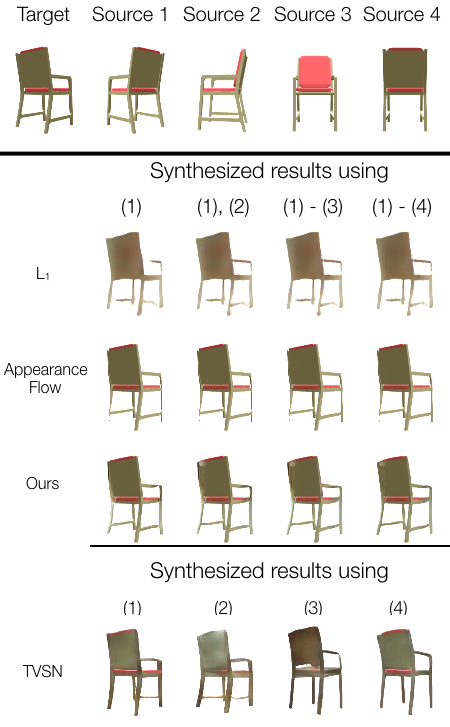 Target Source 1 Source 2 Source 3 Source 4
Synthesized results using
(1) (1), (2) (1) - (3) (1) - (4)
L₁
Appearance
Flow
Ours
Synthesized results using
(1) (2) (3) (4)
TVSN